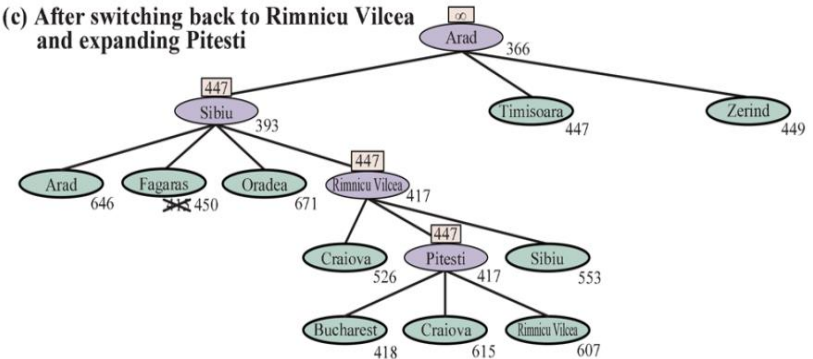 (c) After switching back to Rimnicu Vilcea
and expanding Pitesti
∞
Arad
366
447
Sibiu
393
Timisoara
447
Zerind
449
Arad
646
Fagaras
415 450
Oradea
671
447
Rimnicu Vilcea
417
Craiova
526
447
Pitesti
417
Sibiu
553
Bucharest
418
Craiova
615
Rimnicu Vilcea
607